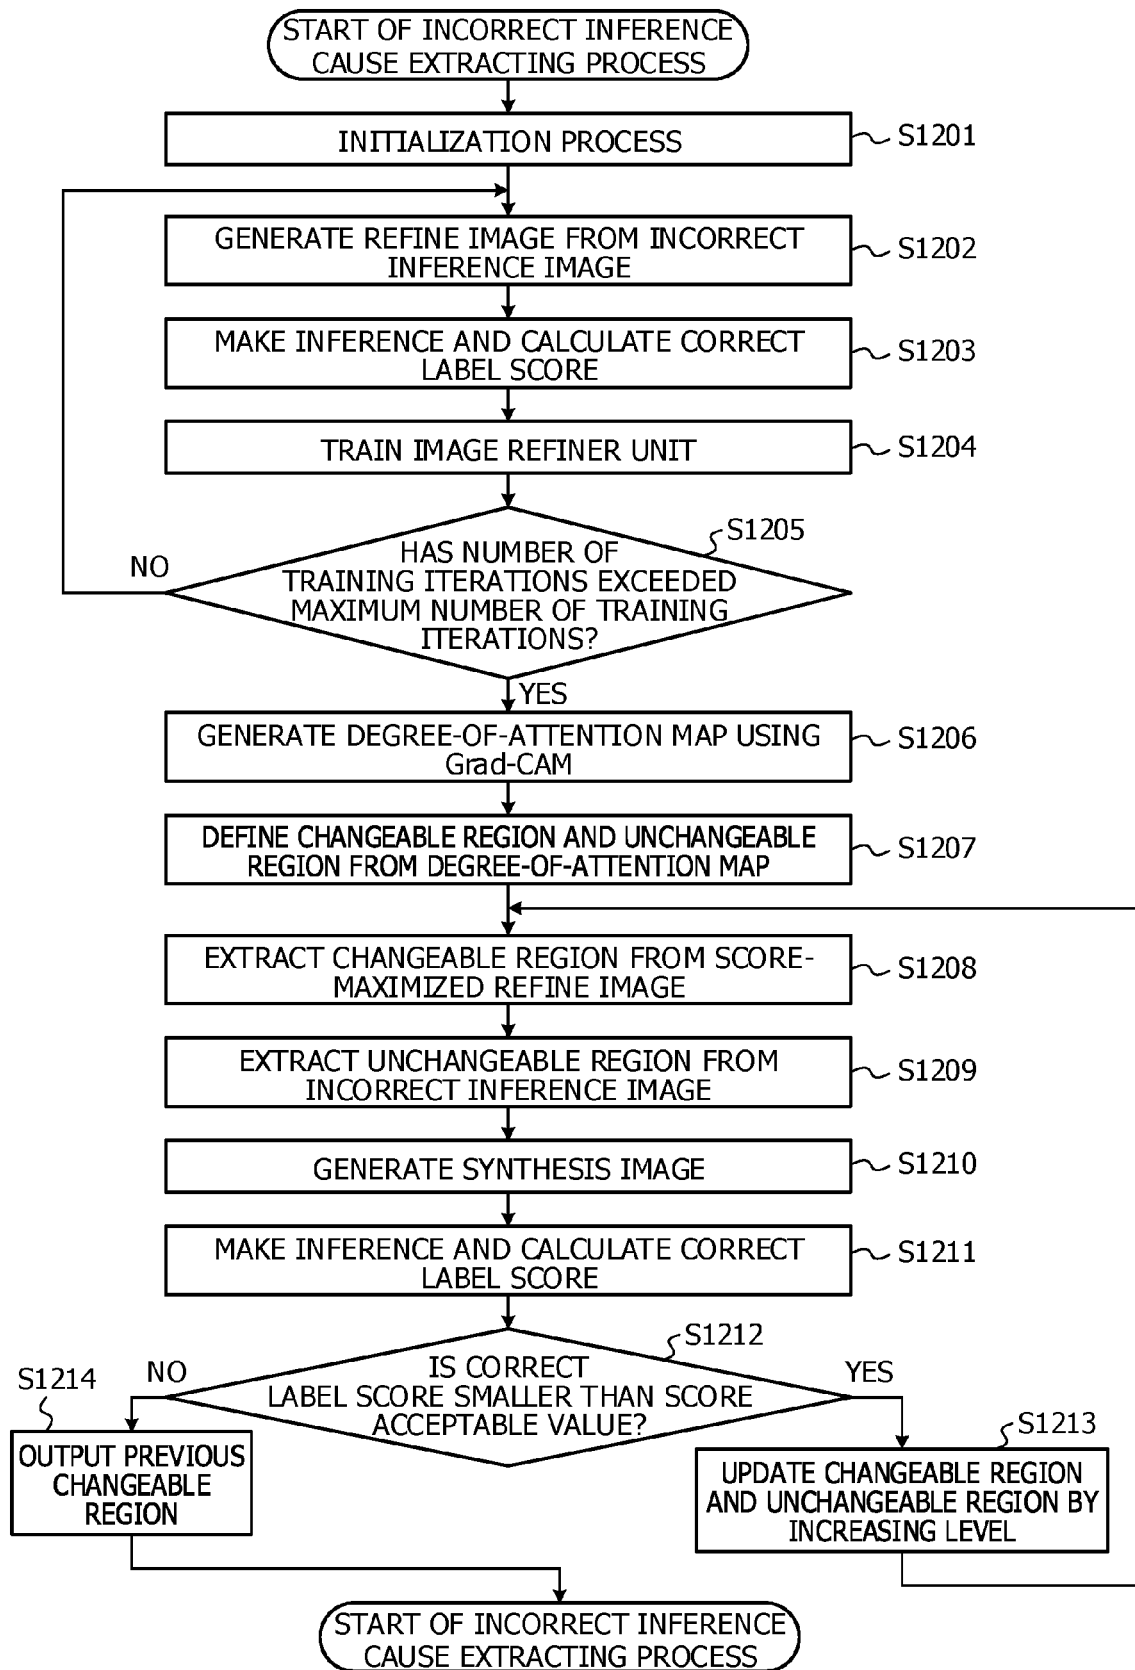 START OF INCORRECT INFERENCE
CAUSE EXTRACTING PROCESS
INITIALIZATION PROCESS
S1201
GENERATE REFINE IMAGE FROM INCORRECT
INFERENCE IMAGE
S1202
MAKE INFERENCE AND CALCULATE CORRECT
LABEL SCORE
S1203
TRAIN IMAGE REFINER UNIT
S1204
S1205
NO
HAS NUMBER OF
TRAINING ITERATIONS EXCEEDED
MAXIMUM NUMBER OF TRAINING
ITERATIONS?
YES
GENERATE DEGREE-OF-ATTENTION MAP USING
Grad-CAM
S1206
DEFINE CHANGEABLE REGION AND UNCHANGEABLE
REGION FROM DEGREE-OF-ATTENTION MAP
S1207
EXTRACT CHANGEABLE REGION FROM SCORE-
MAXIMIZED REFINE IMAGE
S1208
EXTRACT UNCHANGEABLE REGION FROM
INCORRECT INFERENCE IMAGE
S1209
GENERATE SYNTHESIS IMAGE
S1210
MAKE INFERENCE AND CALCULATE CORRECT
LABEL SCORE
S1211
S1212
NO
IS CORRECT
LABEL SCORE SMALLER THAN SCORE
ACCEPTABLE VALUE?
YES
S1214
OUTPUT PREVIOUS
CHANGEABLE
REGION
S1213
UPDATE CHANGEABLE REGION
AND UNCHANGEABLE REGION BY
INCREASING LEVEL
START OF INCORRECT INFERENCE
CAUSE EXTRACTING PROCESS